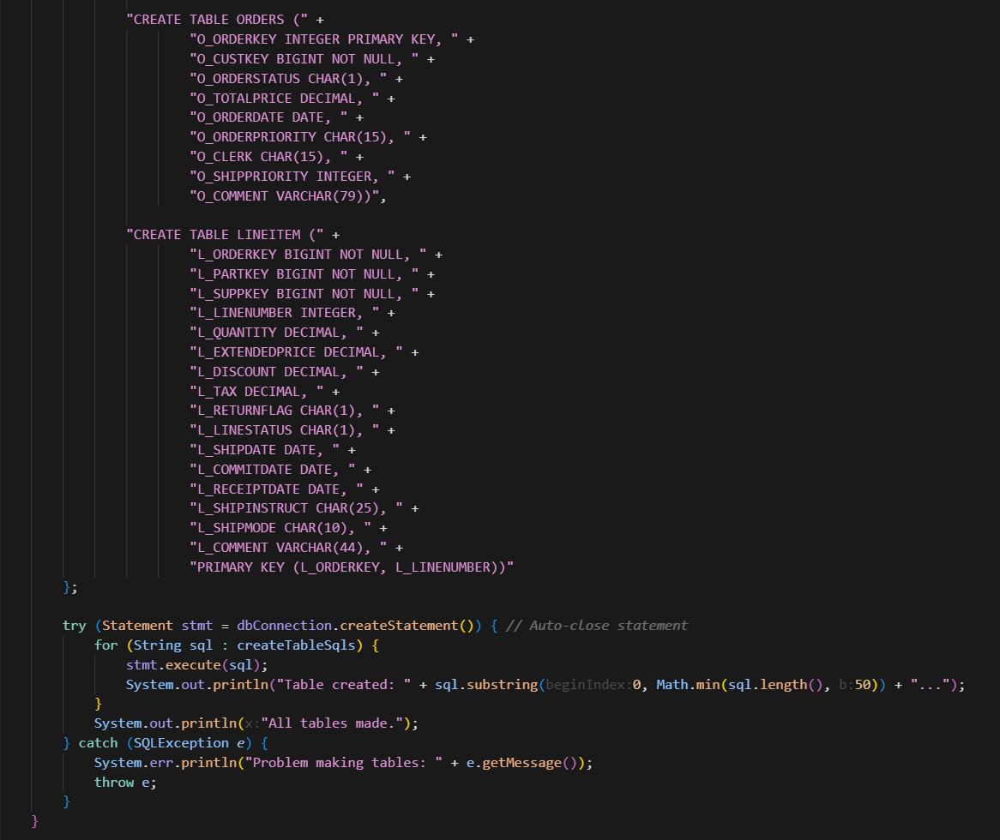 "CREATE TABLE ORDERS (" +
"O_ORDERKEY INTEGER PRIMARY KEY, " +
"O_CUSTKEY BIGINT NOT NULL, " +
"O_ORDERSTATUS CHAR(1), " +
"O_TOTALPRICE DECIMAL, " +
"O_ORDERDATE DATE, " +
"O_ORDERPRIORITY CHAR(15), " +
"O_CLERK CHAR(15), " +
"O_SHIPPRIORITY INTEGER, " +
"O_COMMENT VARCHAR(79))",
"CREATE TABLE LINEITEM (" +
"L_ORDERKEY BIGINT NOT NULL, " +
"L_PARTKEY BIGINT NOT NULL, " +
"L_SUPPKEY BIGINT NOT NULL, " +
"L_LINENUMBER INTEGER, " +
"L_QUANTITY DECIMAL, " +
"L_EXTENDEDPRICE DECIMAL, " +
"L_DISCOUNT DECIMAL, " +
"L_TAX DECIMAL, " +
"L_RETURNFLAG CHAR(1), " +
"L_LINESTATUS CHAR(1), " +
"L_SHIPDATE DATE, " +
"L_COMMITDATE DATE, " +
"L_RECEIPTDATE DATE, " +
"L_SHIPINSTRUCT CHAR(25), " +
"L_SHIPMODE CHAR(10), " +
"L_COMMENT VARCHAR(44), " +
"PRIMARY KEY (L_ORDERKEY, L_LINENUMBER))"
};
try (Statement stmt = dbConnection.createStatement()) { // Auto-close statement
for (String sql : createTableSqls) {
stmt.execute(sql);
System.out.println("Table created: " + sql.substring(beginIndex:0, Math.min(sql.length(), b:50)) + "...");
}
System.out.println(x:"All tables made.");
} catch (SQLException e) {
System.err.println("Problem making tables: " + e.getMessage());
throw e;
}
}